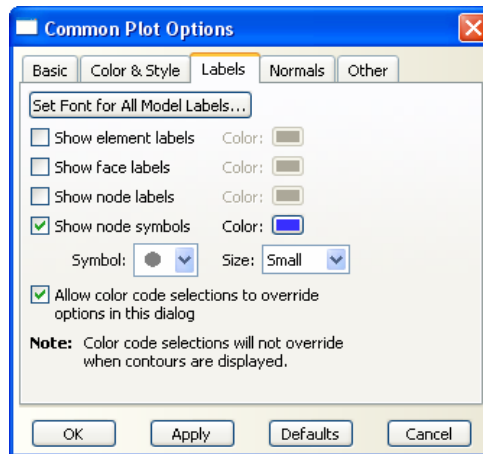 Common Plot Options
Basic Color & Style Labels Normals Other
Set Font for All Model Labels...
Show element labels Color:
Show face labels Color:
Show node labels Color:
Show node symbols Color:
Symbol: Size: Small
Allow color code selections to override
options in this dialog
Note: Color code selections will not override
when contours are displayed.
OK Apply Defaults Cancel